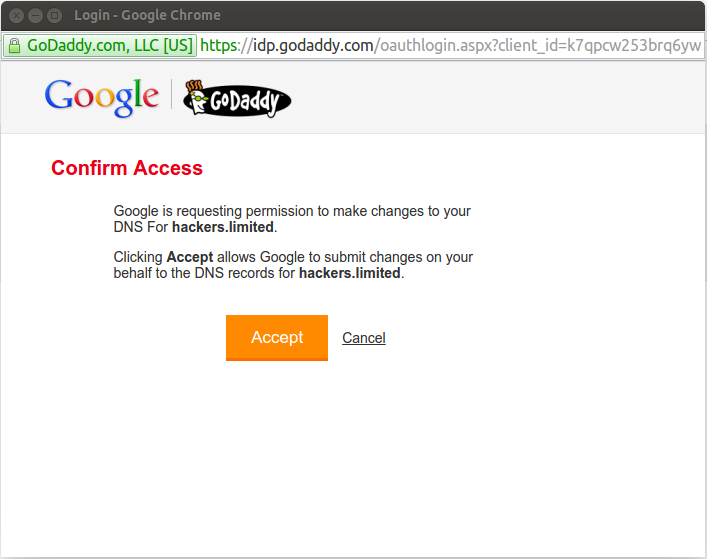 Login - Google Chrome
GoDaddy.com, LLC [US] https://idp.godaddy.com/oauthlogin.aspx?client_id=k7qpcw253brq6yw
Google GoDaddy
Confirm Access
Google is requesting permission to make changes to your
DNS For hackers.limited.
Clicking Accept allows Google to submit changes on your
behalf to the DNS records for hackers.limited.
Accept Cancel